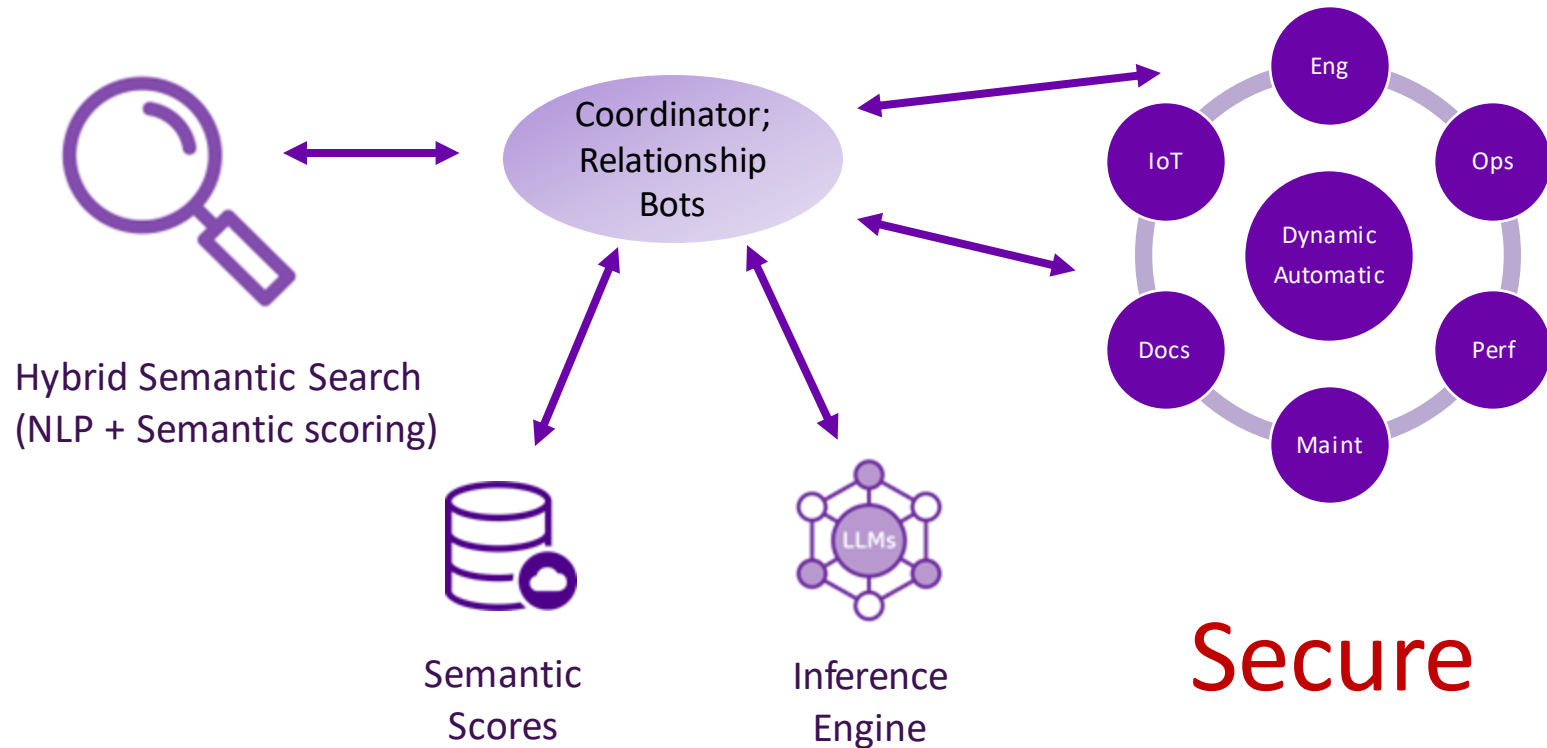 Coordinator;
Relationship
Bots
Hybrid Semantic Search
(NLP + Semantic scoring)
Semantic
Scores
LLMs
Inference
Engine
Eng
Ops
Perf
Maint
Docs
IoT
Dynamic
Automatic
Secure